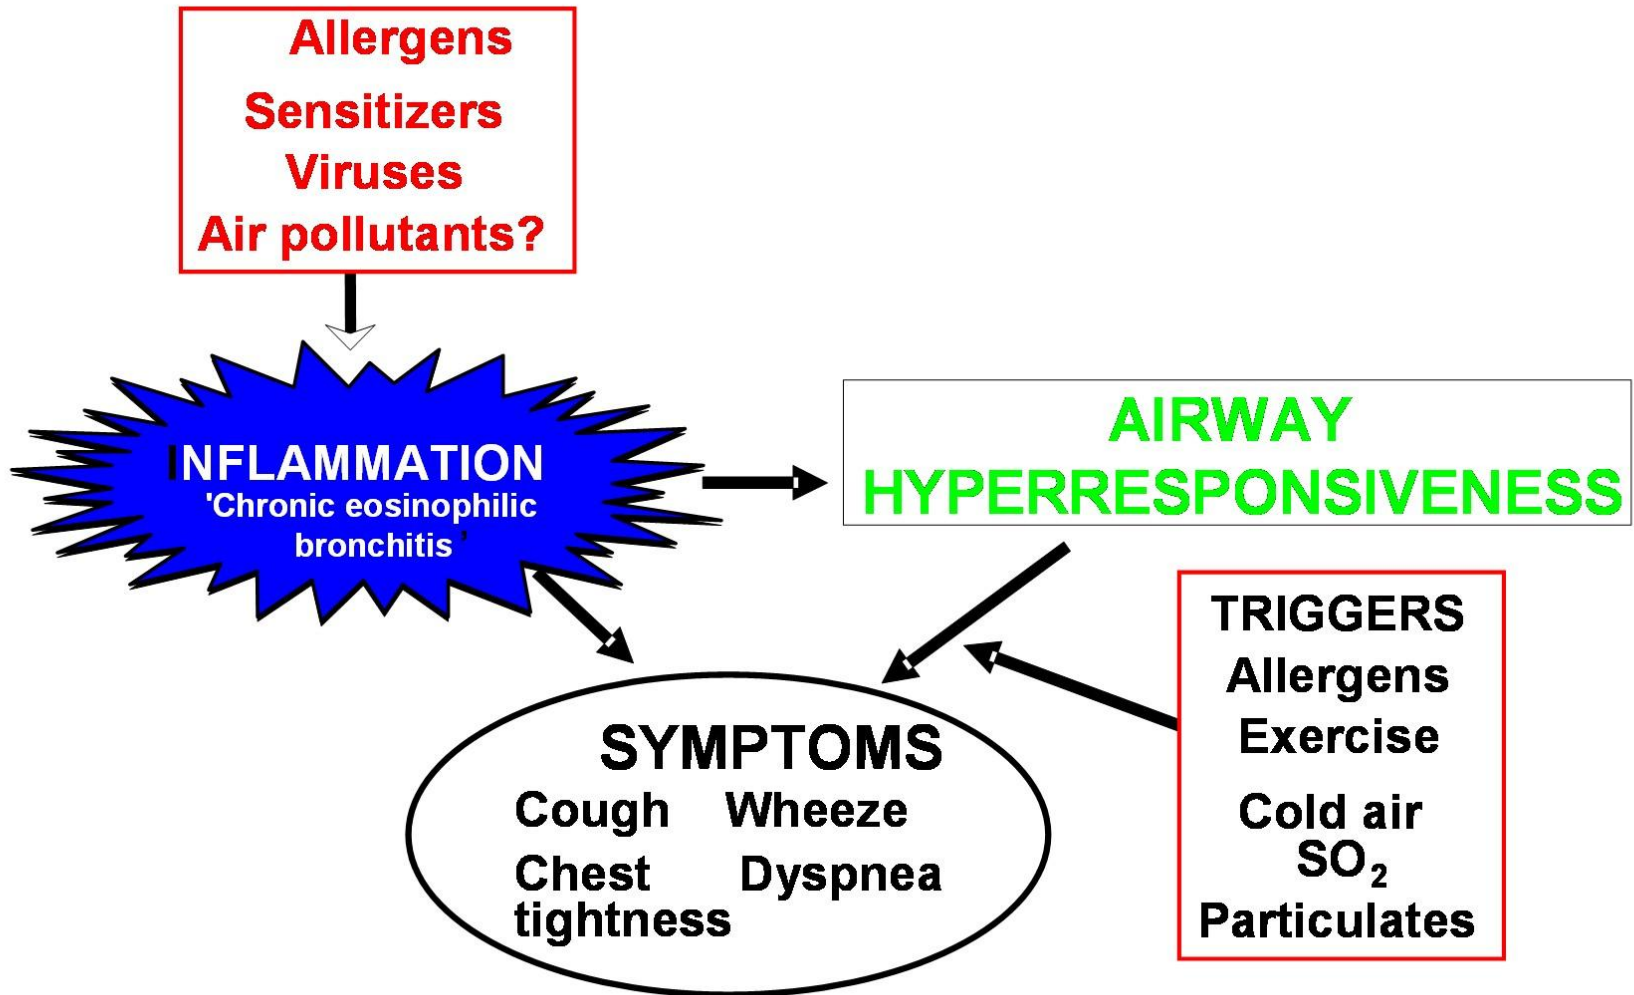 Allergens
Sensitizers
Viruses
Air pollutants?
INFLAMMATION
'Chronic eosinophilic
bronchitis'
AIRWAY
HYPERRESPONSIVENESS
TRIGGERS
Allergens
Exercise
Cold air
SO₂
Particulates
SYMPTOMS
Cough Wheeze
Chest Dyspnea
tightness